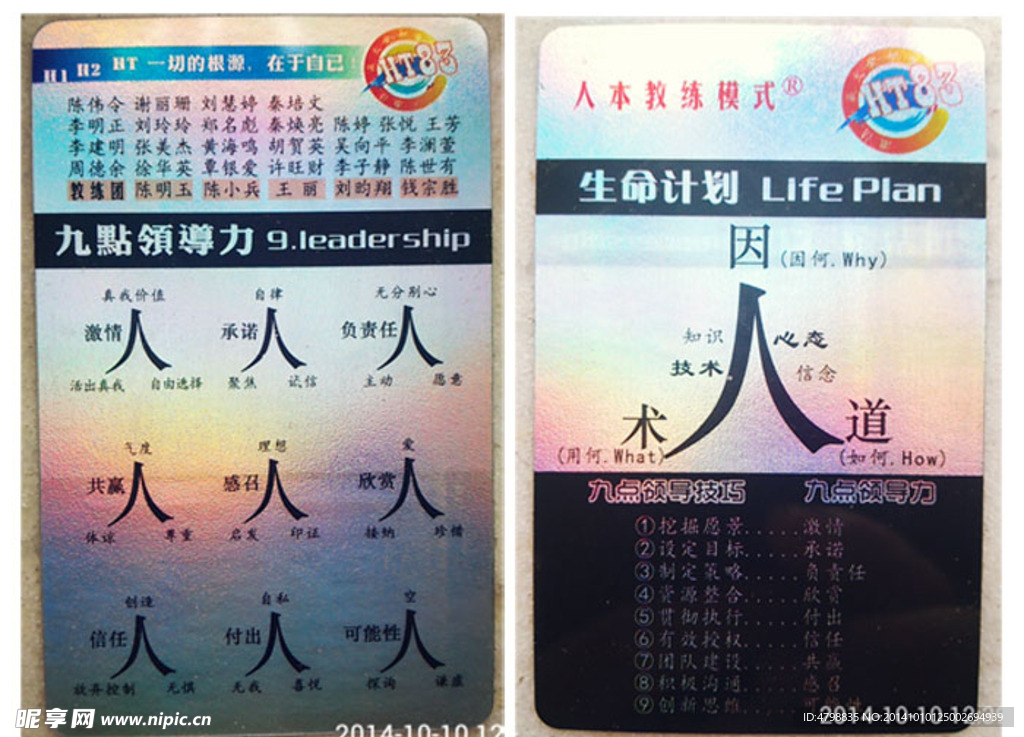 H1 H2 HT 一切的根源，在于自己!
HT83
陈伟令 谢丽珊 刘慧婷 秦培文
李明正 刘玲玲 郑名彪 秦焕亮 陈婷 张悦 王芳
李建明 张美杰 黄海鸣 胡贺英 吴向平 李澜萱
周德余 徐华英 覃银爱 许旺财 李子静 陈世有
教练团 陈明玉 陈小兵 王丽 刘昀翔 钱宗胜
九點領導力 9.leadership
真我价值 自律 无分别心
激情 人 承诺 人 负责任 人
活出真我 自由选择 聚焦 诚信 主动 愿意
气度 理想 爱
共赢 人 感召 人 欣赏 人
体谅 尊重 启发 印证 接纳 珍惜
创造 自私 空
信任 人 付出 人 可能性 人
放弃控制 无惧 无我 喜悦 探询 谦虚
昵享网 www.nipic.cn
2014-10-10 12
人本教练模式®
HT83
生命计划 Life Plan
因 (因何.Why)
人
知识 心态
技术 信念
术 道
(用何.What) (如何.How)
九点领导技巧 九点领导力
①挖掘愿景......激情
②设定目标......承诺
③制定策略......负责任
④资源整合......欣赏
⑤贯彻执行......付出
⑥有效授权......信任
⑦团队建设......共赢
⑧积极沟通......感召
⑨创新思维......可能性
ID:4798835 NO:20141010125002694939